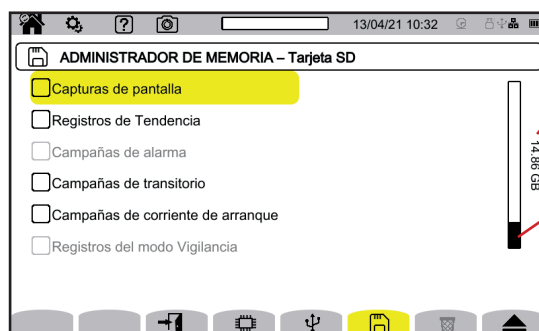 13/04/21 10:32
ADMINISTRADOR DE MEMORIA – Tarjeta SD
Capturas de pantalla
Registros de Tendencia
Campañas de alarma
Campañas de transitorio
Campañas de corriente de arranque
Registros del modo Vigilancia
14.86 GB